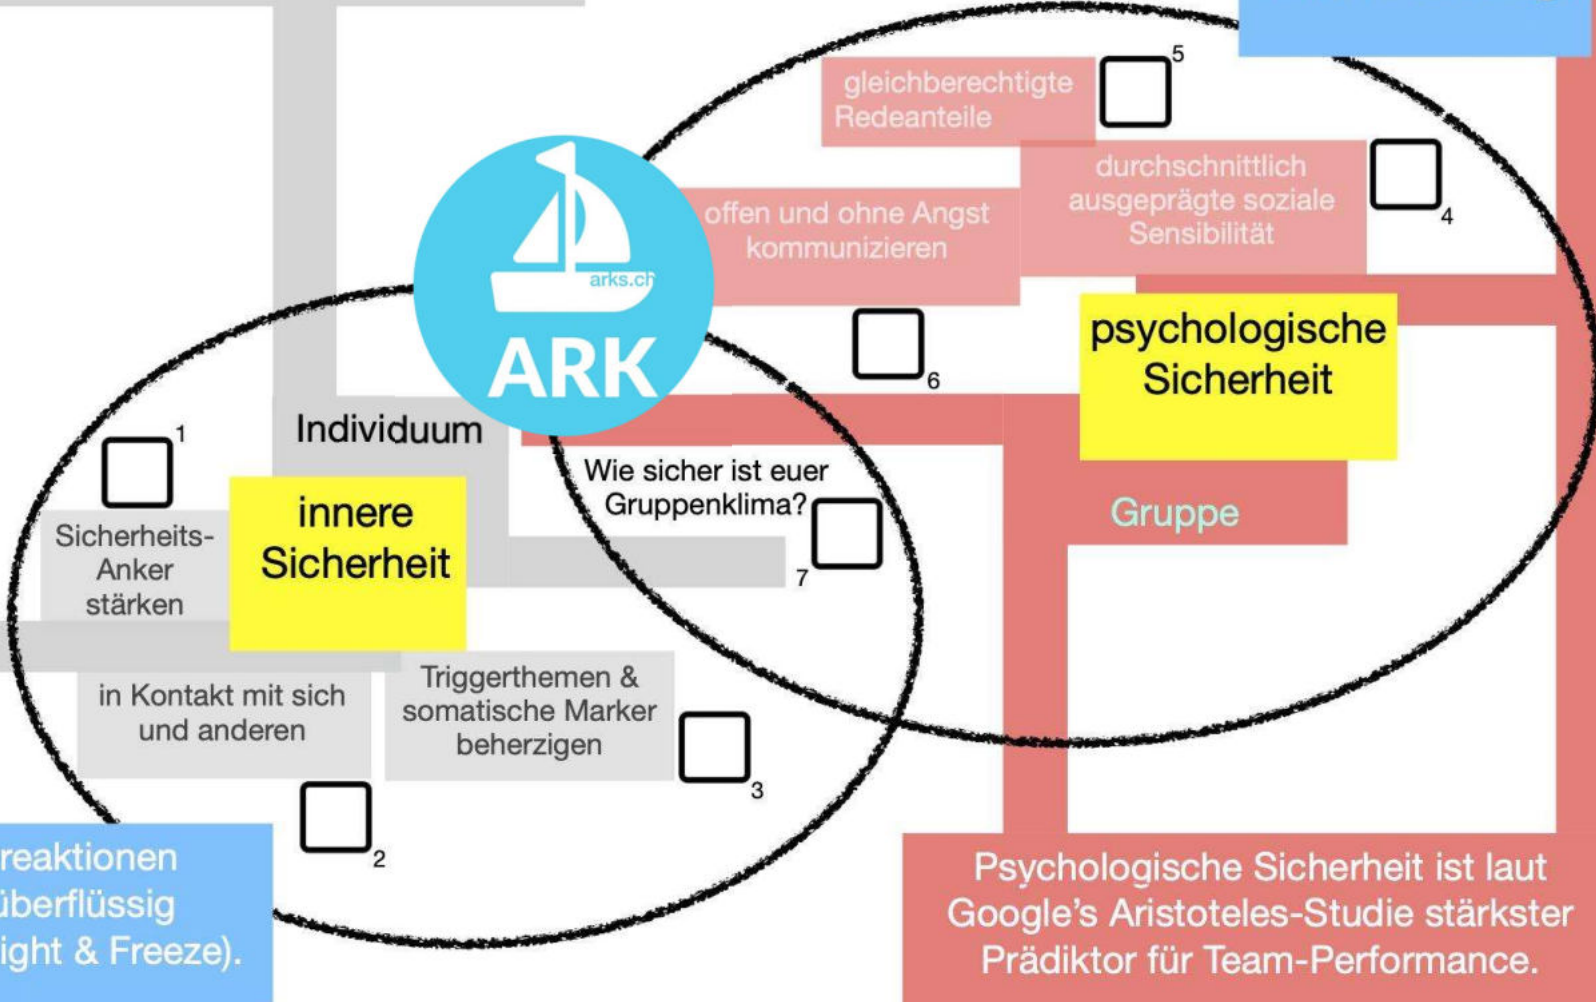 gleichberechtigte
Redeanteile
5
durchschnittlich
ausgeprägte soziale
Sensibilität
4
offen und ohne Angst
kommunizieren
6
arks.ch
ARK
psychologische
Sicherheit
Gruppe
Individuum
Wie sicher ist euer
Gruppenklima?
7
1
innere
Sicherheit
Sicherheits-
Anker
stärken
in Kontakt mit sich
und anderen
2
Triggerthemen &
somatische Marker
beherzigen
3
reaktionen
überflüssig
ight & Freeze).
Psychologische Sicherheit ist laut
Google's Aristoteles-Studie stärkster
Prädiktor für Team-Performance.